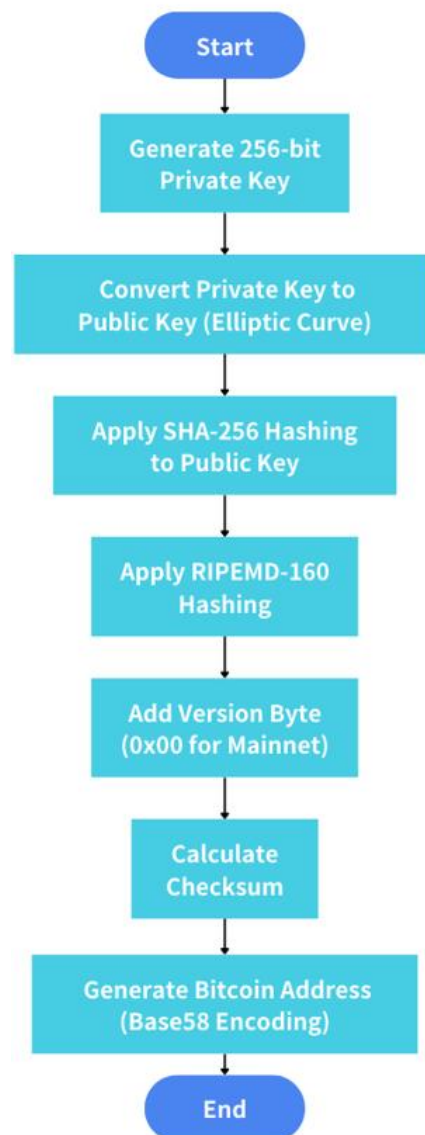 Start
Generate 256-bit
Private Key
Convert Private Key to
Public Key (Elliptic Curve)
Apply SHA-256 Hashing
to Public Key
Apply RIPEMD-160
Hashing
Add Version Byte
(0x00 for Mainnet)
Calculate
Checksum
Generate Bitcoin Address
(Base58 Encoding)
End